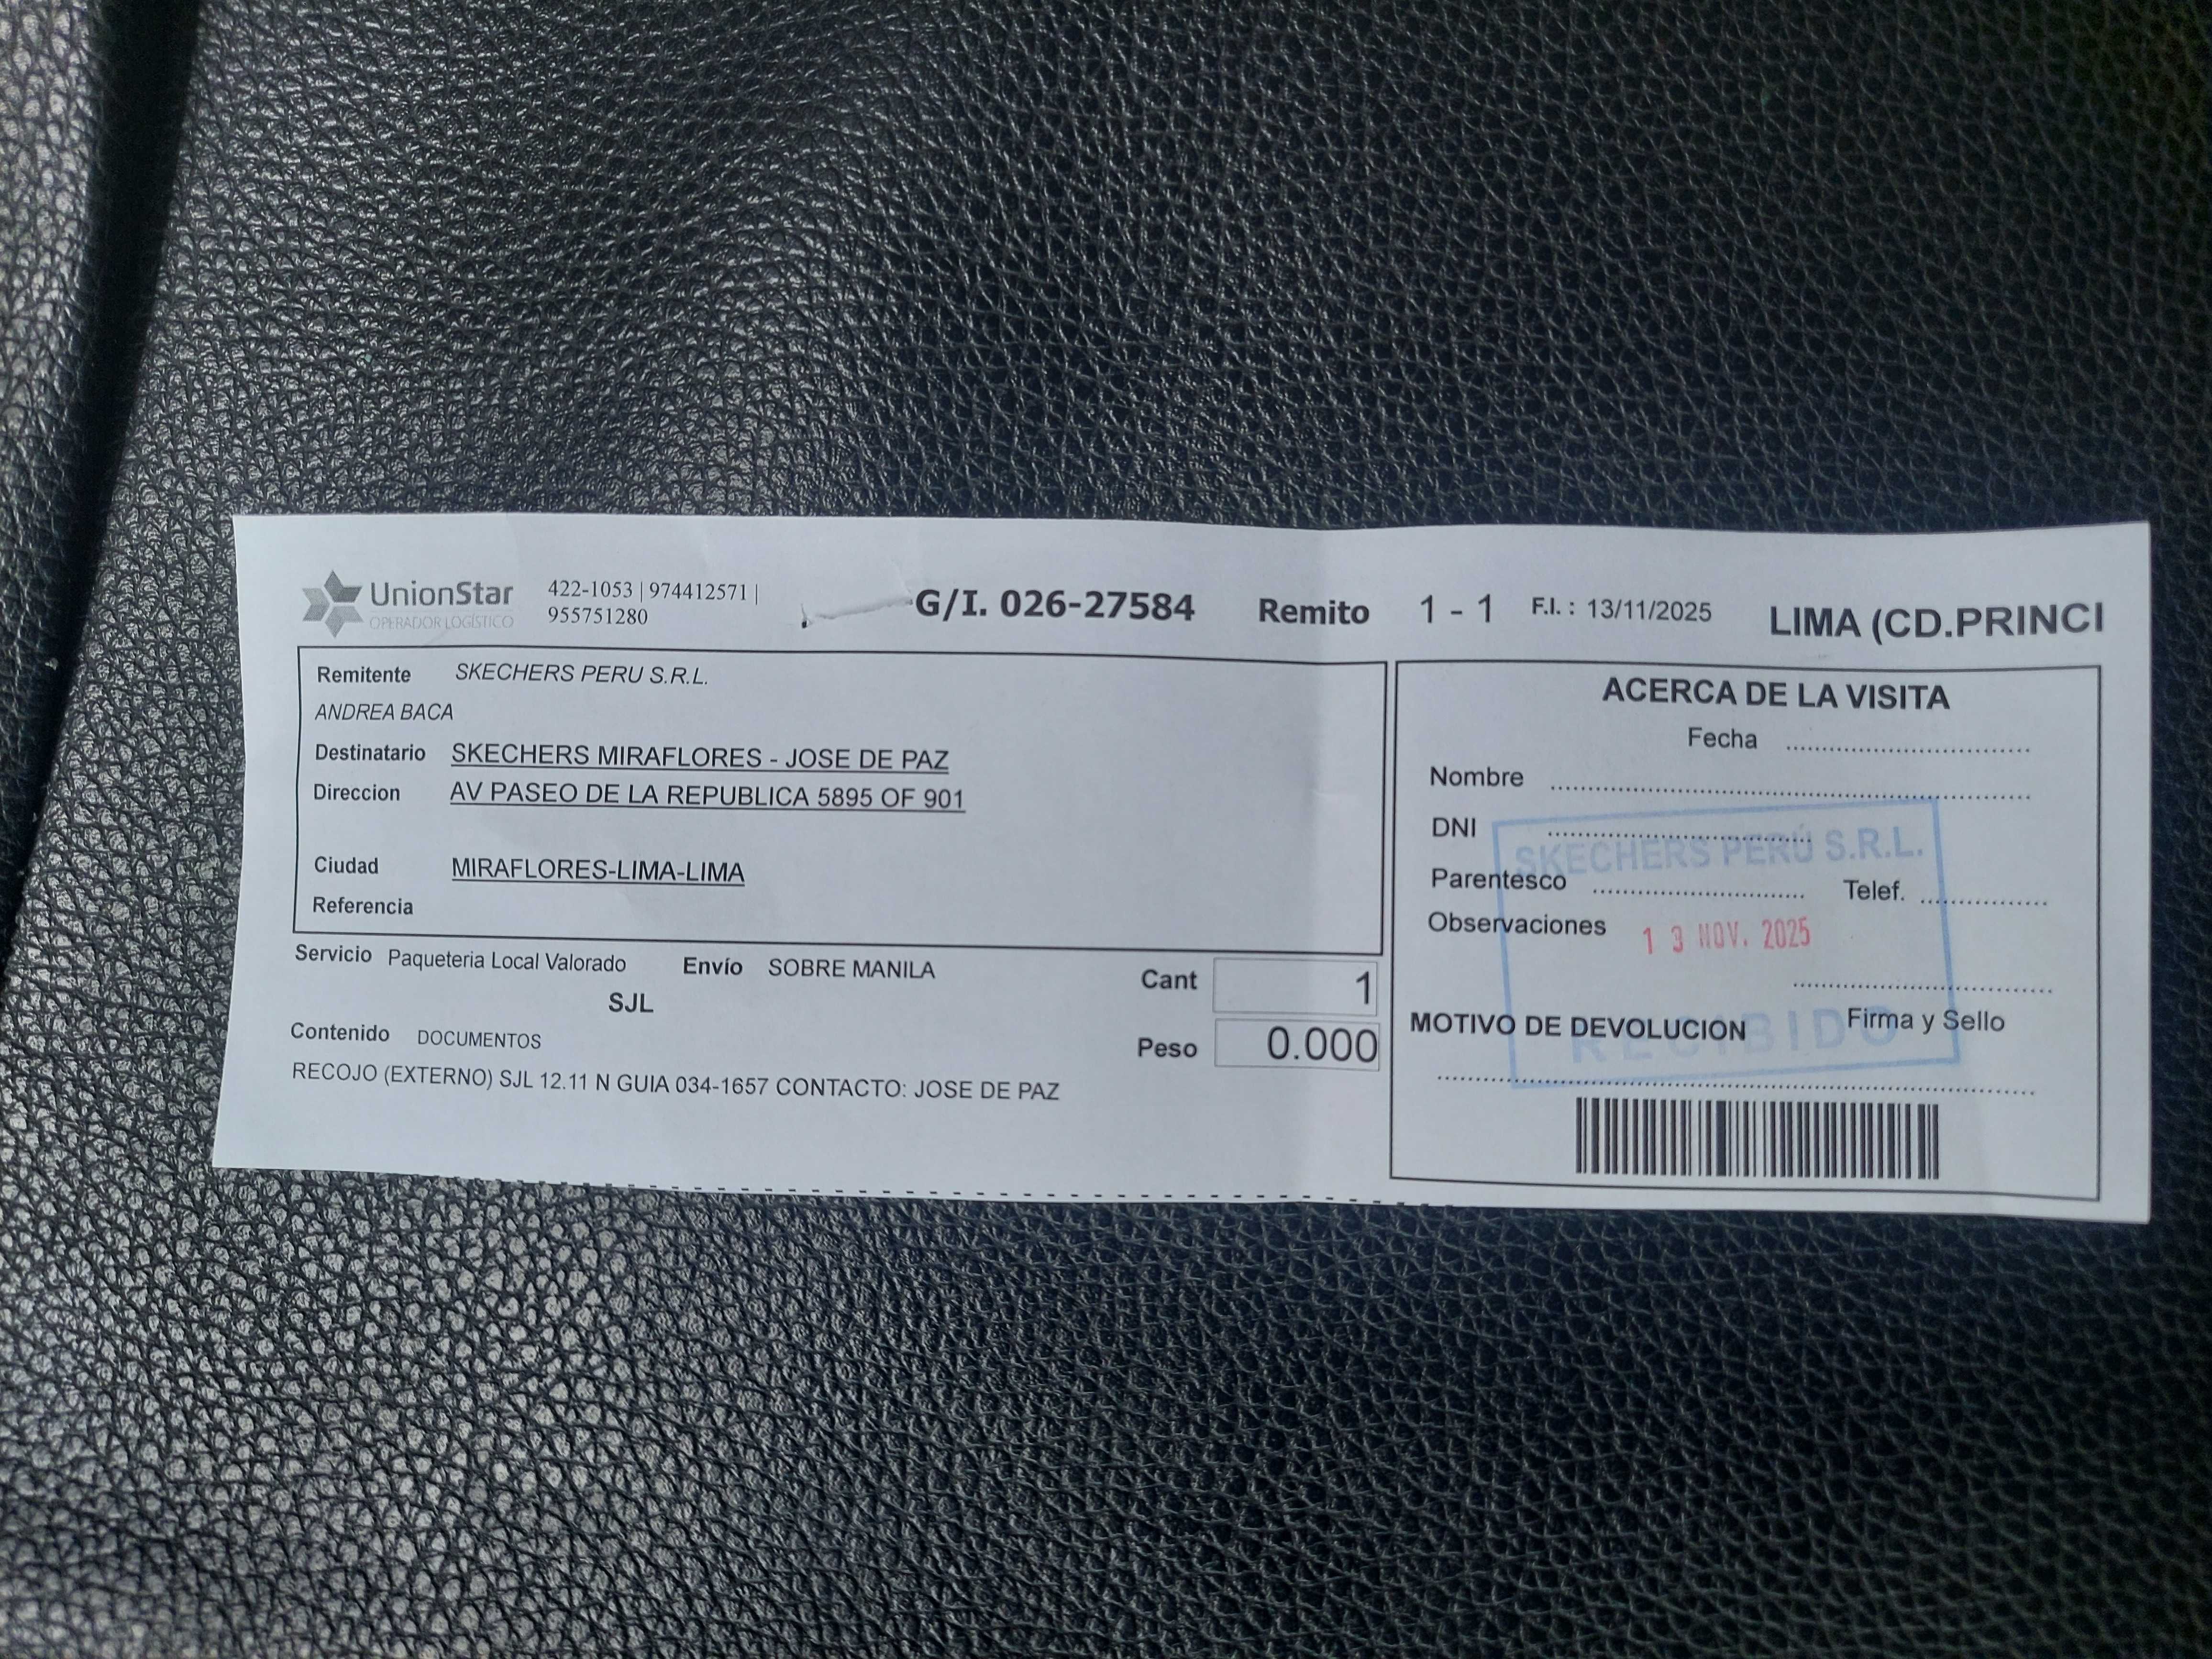 UnionStar
OPERADOR LOGÍSTICO
422-1053 | 974412571 |
955751280
G/I. 026-27584 Remito 1 - 1 F.I. : 13/11/2025 LIMA (CD.PRINCI
Remitente SKECHERS PERU S.R.L.
ANDREA BACA
Destinatario SKECHERS MIRAFLORES - JOSE DE PAZ
Direccion AV PASEO DE LA REPUBLICA 5895 OF 901
Ciudad MIRAFLORES-LIMA-LIMA
Referencia
Servicio Paqueteria Local Valorado Envío SOBRE MANILA
SJL
Cant 1
Contenido DOCUMENTOS
Peso 0.000
RECOJO (EXTERNO) SJL 12.11 N GUIA 034-1657 CONTACTO: JOSE DE PAZ
ACERCA DE LA VISITA
Fecha
Nombre
DNI
SKECHERS PERÚ S.R.L.
Parentesco Telef.
Observaciones
13 NOV. 2025
MOTIVO DE DEVOLUCION Firma y Sello
RECIBIDO